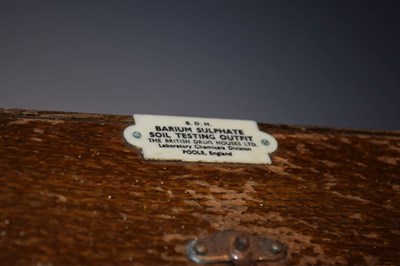 B. D. H.
BARIUM SULPHATE
SOIL TESTING OUTFIT
THE BRITISH DRUG HOUSES LTD.
Laboratory Chemicals Division
POOLE, England